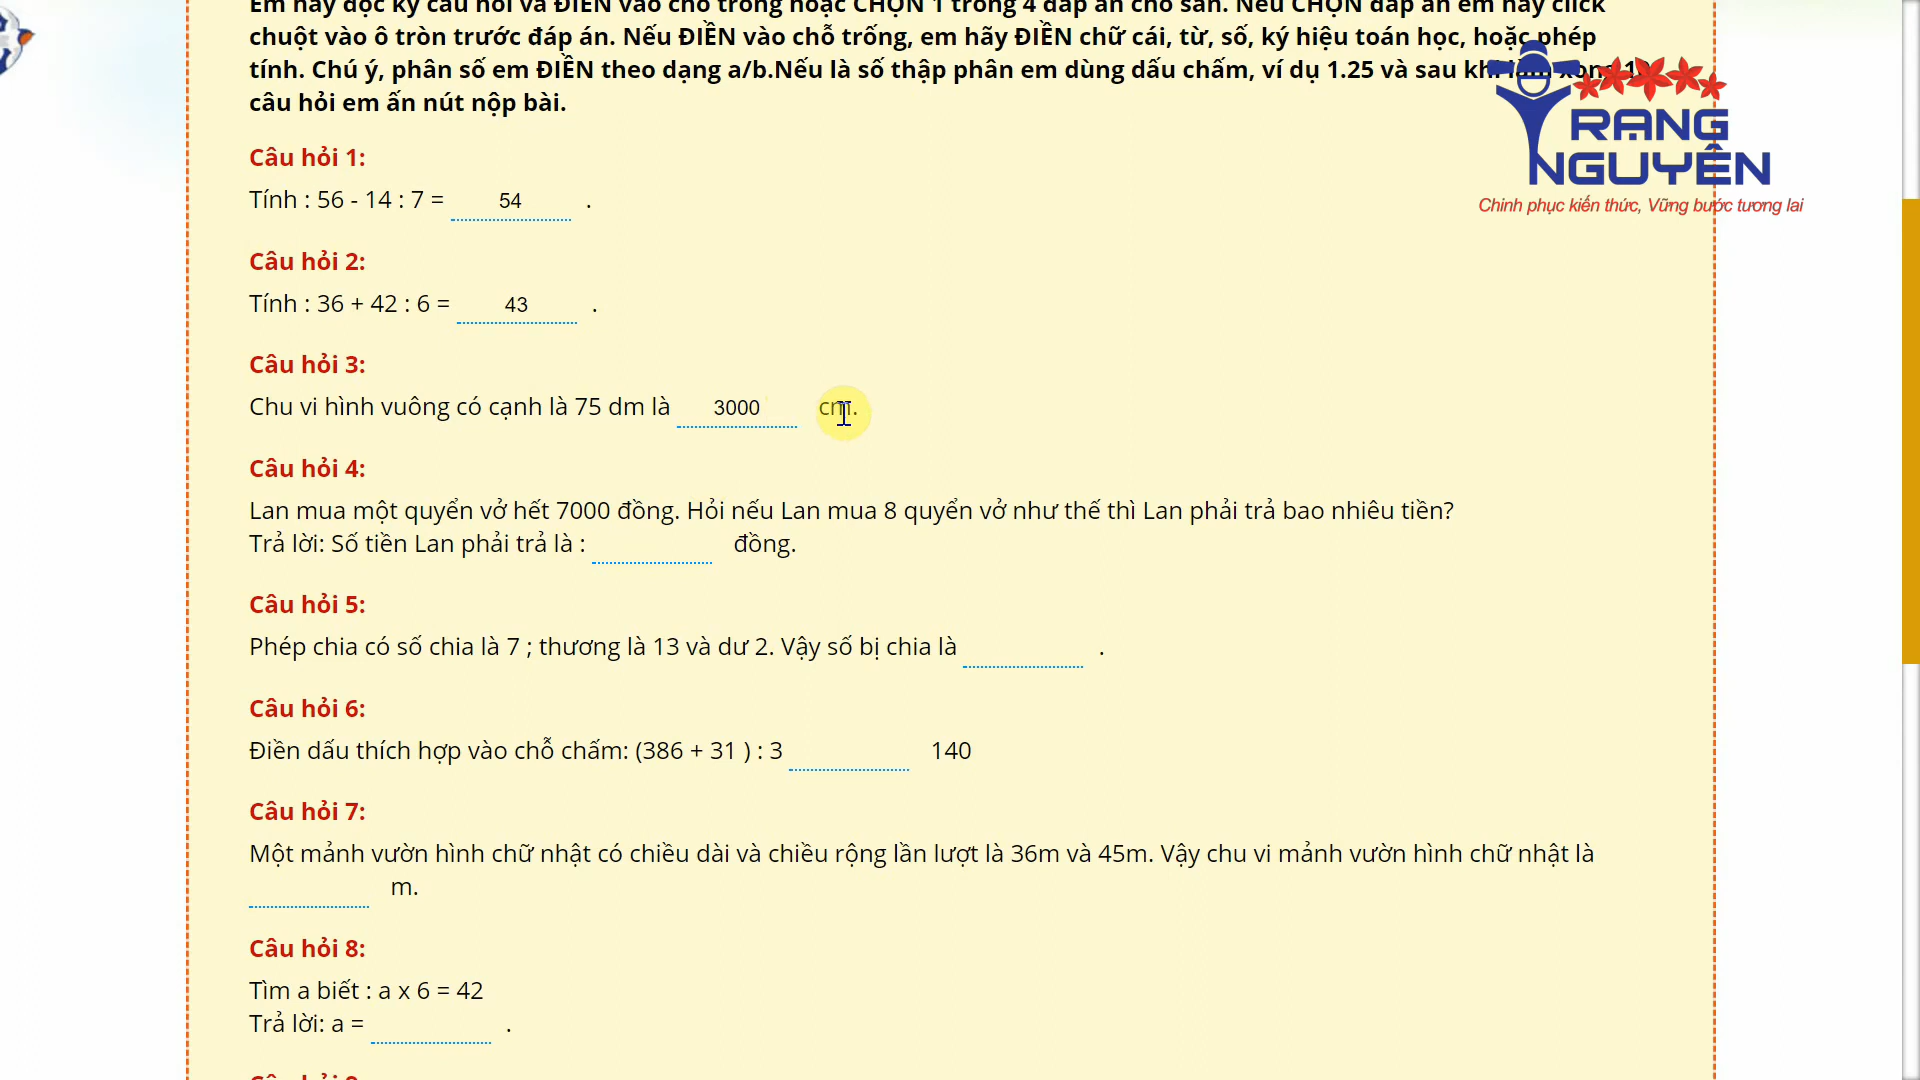 Em hãy đọc kỹ câu hỏi và ĐIỀN vào chỗ trống hoặc CHỌN 1 trong 4 đáp án cho sẵn. Nếu CHỌN đáp án em hãy click
chuột vào ô tròn trước đáp án. Nếu ĐIỀN vào chỗ trống, em hãy ĐIỀN chữ cái, từ, số, ký hiệu toán học, hoặc phép
tính. Chú ý, phân số em ĐIỀN theo dạng a/b.Nếu là số thập phân em dùng dấu chấm, ví dụ 1.25 và sau khi làm xong
câu hỏi em ấn nút nộp bài.
TRẠNG
NGUYÊN
Chinh phục kiến thức, Vững bước tương lai
Câu hỏi 1:
Tính : 56 - 14 : 7 = 54 .
Câu hỏi 2:
Tính : 36 + 42 : 6 = 43 .
Câu hỏi 3:
Chu vi hình vuông có cạnh là 75 dm là 3000 cm.
Câu hỏi 4:
Lan mua một quyển vở hết 7000 đồng. Hỏi nếu Lan mua 8 quyển vở như thế thì Lan phải trả bao nhiêu tiền?
Trả lời: Số tiền Lan phải trả là : đồng.
Câu hỏi 5:
Phép chia có số chia là 7 ; thương là 13 và dư 2. Vậy số bị chia là .
Câu hỏi 6:
Điền dấu thích hợp vào chỗ chấm: (386 + 31 ) : 3 140
Câu hỏi 7:
Một mảnh vườn hình chữ nhật có chiều dài và chiều rộng lần lượt là 36m và 45m. Vậy chu vi mảnh vườn hình chữ nhật là
m.
Câu hỏi 8:
Tìm a biết : a x 6 = 42
Trả lời: a = .